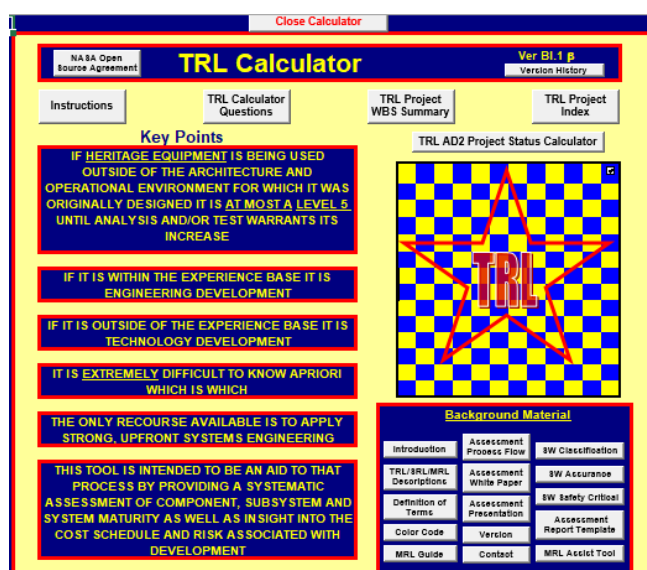 Close Calculator
NASA Open
Source Agreement
TRL Calculator
Ver BI.1 β
Version History
Instructions
TRL Calculator
Questions
TRL Project
WBS Summary
TRL Project
Index
Key Points
TRL AD2 Project Status Calculator
IF HERITAGE EQUIPMENT IS BEING USED
OUTSIDE OF THE ARCHITECTURE AND
OPERATIONAL ENVIRONMENT FOR WHICH IT WAS
ORIGINALLY DESIGNED IT IS AT MOST A LEVEL 5
UNTIL ANALYSIS AND/OR TEST WARRANTS ITS
INCREASE
IF IT IS WITHIN THE EXPERIENCE BASE IT IS
ENGINEERING DEVELOPMENT
IF IT IS OUTSIDE OF THE EXPERIENCE BASE IT IS
TECHNOLOGY DEVELOPMENT
IT IS EXTREMELY DIFFICULT TO KNOW APRIORI
WHICH IS WHICH
THE ONLY RECOURSE AVAILABLE IS TO APPLY
STRONG, UPFRONT SYSTEMS ENGINEERING
THIS TOOL IS INTENDED TO BE AN AID TO THAT
PROCESS BY PROVIDING A SYSTEMATIC
ASSESSMENT OF COMPONENT, SUBSYSTEM AND
SYSTEM MATURITY AS WELL AS INSIGHT INTO THE
COST SCHEDULE AND RISK ASSOCIATED WITH
DEVELOPMENT
TRL
Background Material
Introduction
TRL/SRL/MRL
Descriptions
Definition of
Terms
Color Code
MRL Guide
Assessment
Process Flow
Assessment
White Paper
Assessment
Presentation
Version
Contact
SW Classification
SW Assurance
SW Safety Critical
Assessment
Report Template
MRL Assist Tool